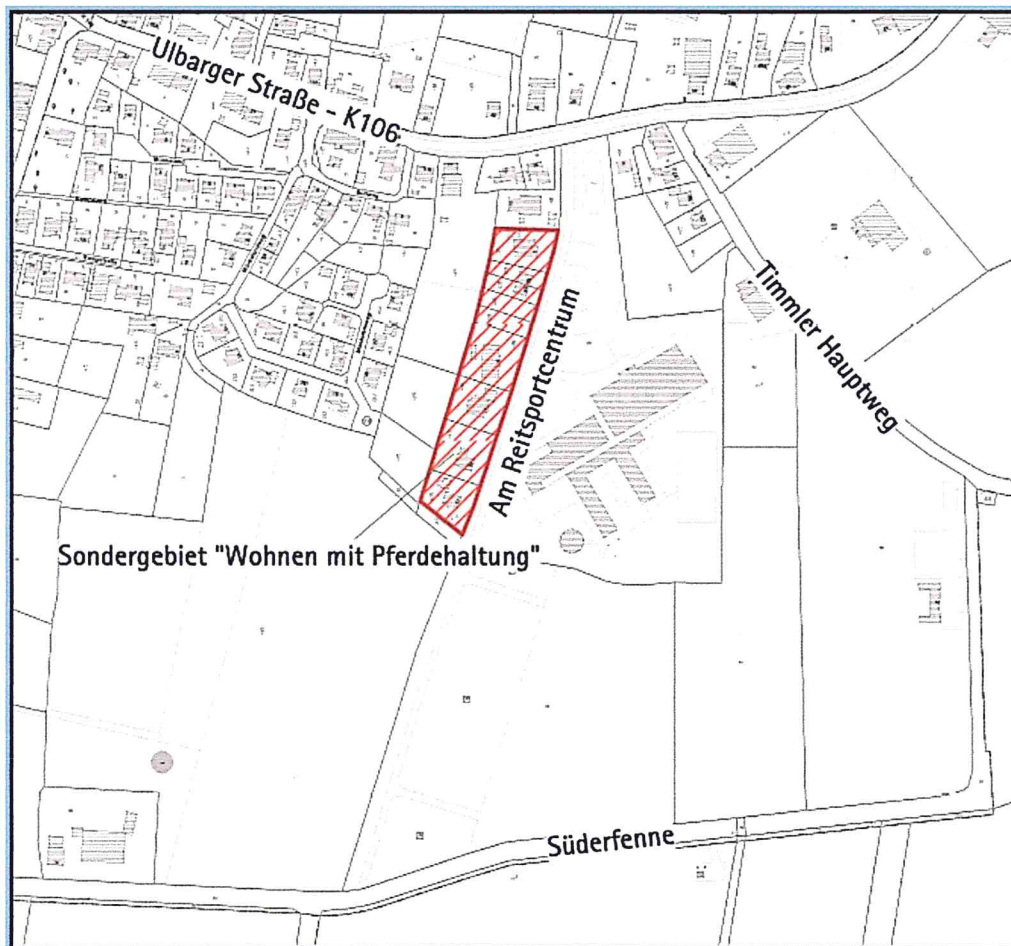 Ulbarger Straße - K106
Timmler Hauptweg
Am Reitsportcentrum
Sondergebiet "Wohnen mit Pferdehaltung"
Süderfenne